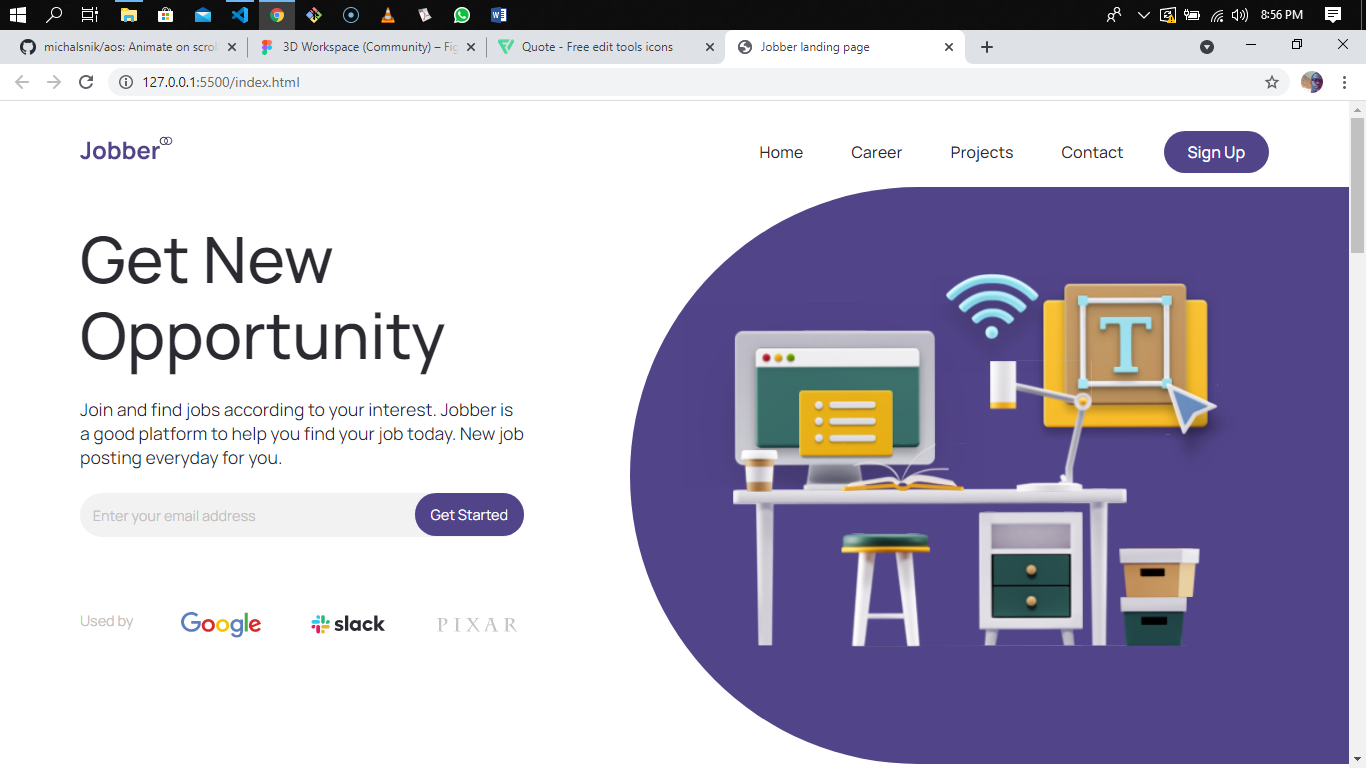 8:56 PM
michalsnik/aos: Animate on scrol
3D Workspace (Community) – Fig
Quote - Free edit tools icons
Jobber landing page
127.0.0.1:5500/index.html
Jobber
Home Career Projects Contact Sign Up
Get New
Opportunity
Join and find jobs according to your interest. Jobber is
a good platform to help you find your job today. New job
posting everyday for you.
Enter your email address Get Started
Used by Google slack PIXAR
T